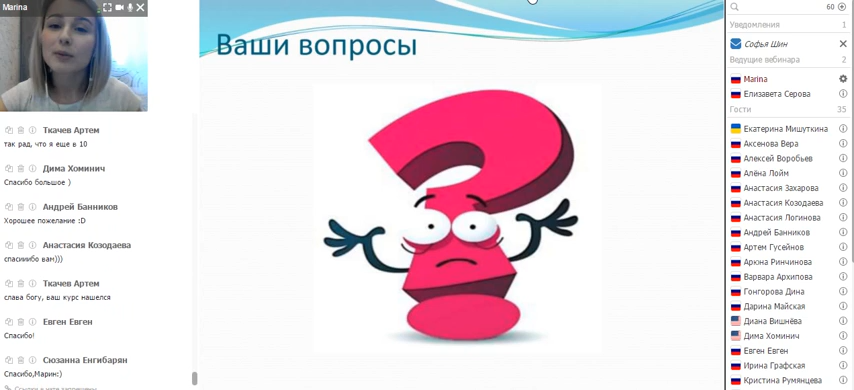 Marina
Ткачев Артем
так рад, что я еще в 10
Дима Хоминич
Спасибо большое )
Андрей Банников
Хорошее пожелание :D
Анастасия Козодаева
спасииибо вам)))
Ткачев Артем
слава богу, ваш курс нашелся
Евген Евген
Спасибо!
Сюзанна Енгибарян
Спасибо,Марин:)
Ваши вопросы
60
Уведомления 1
Софья Шин
Ведущие вебинара 2
Marina
Елизавета Серова
Гости 35
Екатерина Мишуткина
Аксенова Вера
Алексей Воробьев
Алёна Лойм
Анастасия Захарова
Анастасия Козодаева
Анастасия Логинова
Андрей Банников
Артем Гусейнов
Арюна Ринчинова
Варвара Архипова
Гонгорова Дина
Дарина Майская
Диана Вишнёва
Дима Хоминич
Евген Евген
Ирина Графская
Кристина Румянцева